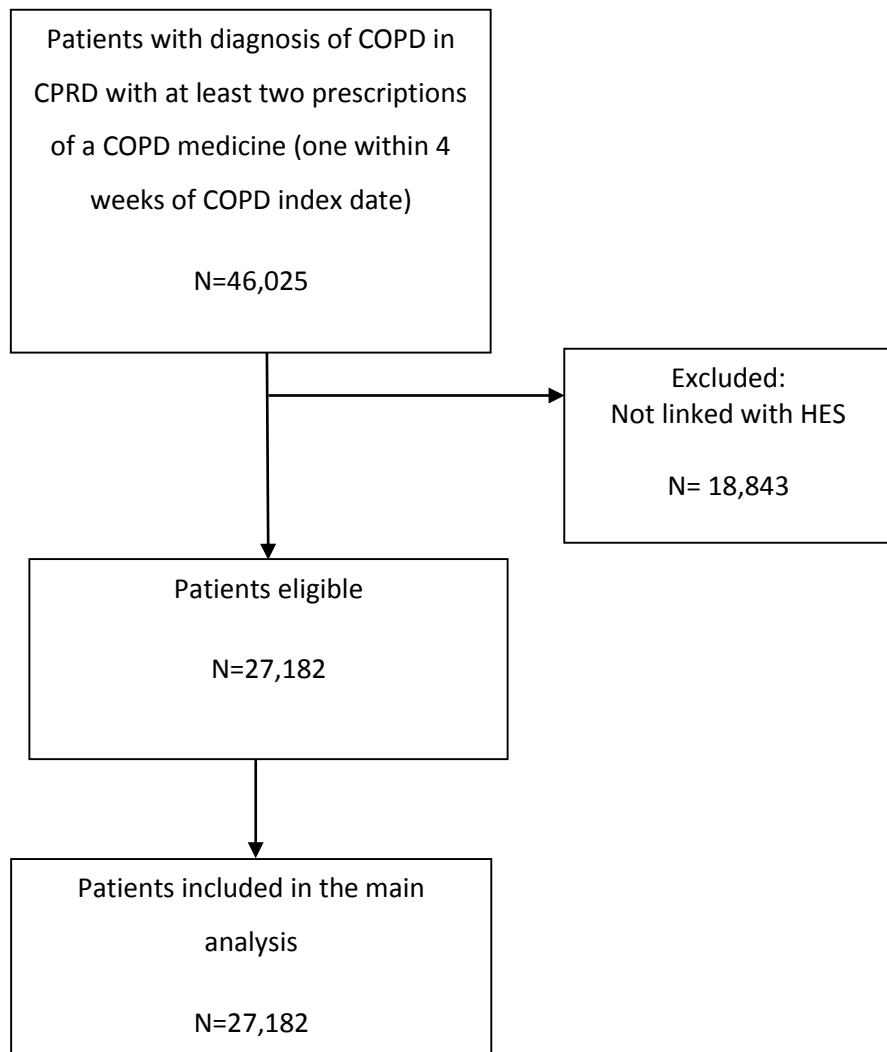 Patients with diagnosis of COPD in
CPRD with at least two prescriptions
of a COPD medicine (one within 4
weeks of COPD index date)
N=46,025
Excluded:
Not linked with HES
N= 18,843
Patients eligible
N=27,182
Patients included in the main
analysis
N=27,182